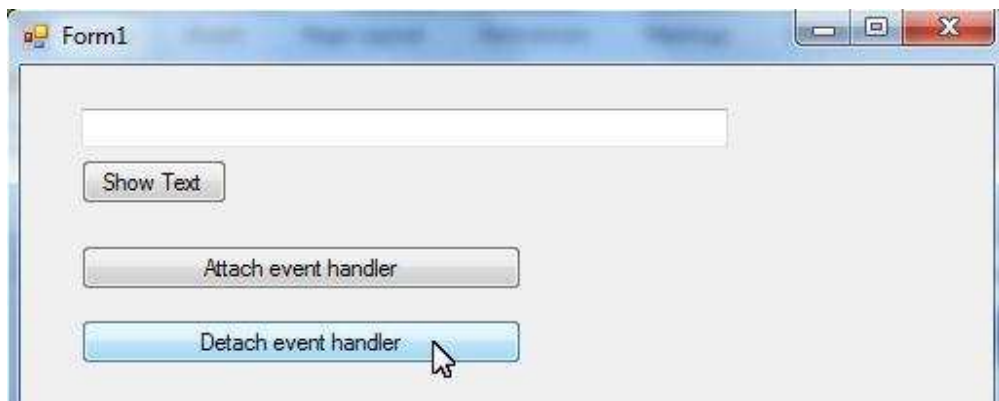 Form1
Show Text
Attach event handler
Detach event handler